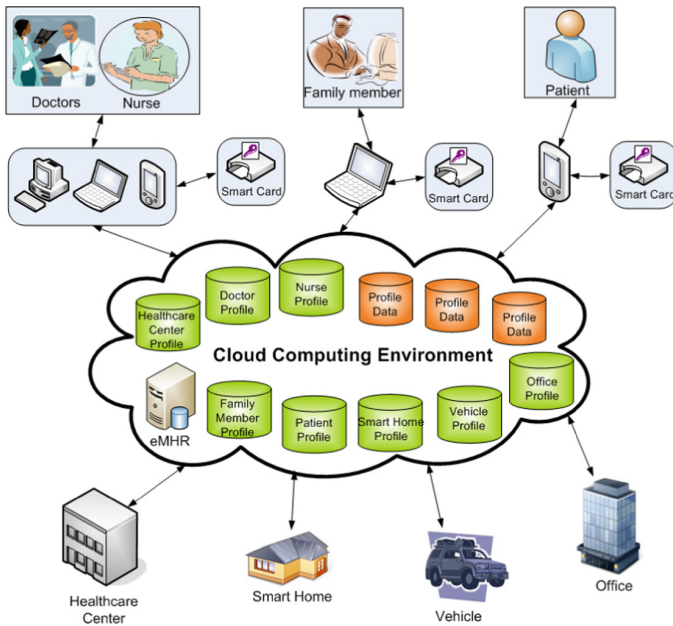 Doctors
Nurse
Family member
Patient
Smart Card
Smart Card
Smart Card
Healthcare
Center
Profile
Doctor
Profile
Nurse
Profile
Profile
Data
Profile
Data
Profile
Data
Cloud Computing Environment
eMHR
Family
Member
Profile
Patient
Profile
Smart Home
Profile
Vehicle
Profile
Office
Profile
Healthcare
Center
Smart Home
Vehicle
Office